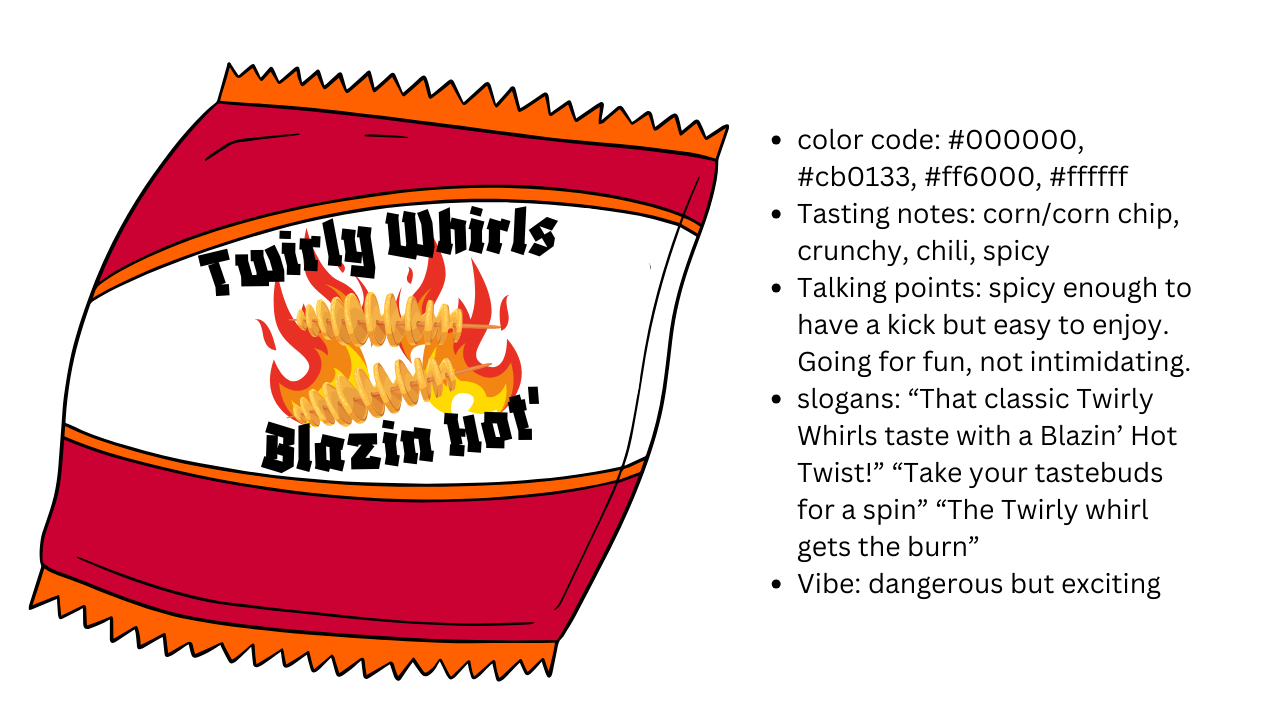 Twirly Whirls
Blazin Hot'
• color code: #000000,
#cb0133, #ff6000, #ffffff
• Tasting notes: corn/corn chip,
crunchy, chili, spicy
• Talking points: spicy enough to
have a kick but easy to enjoy.
Going for fun, not intimidating.
• slogans: “That classic Twirly
Whirls taste with a Blazin’ Hot
Twist!” “Take your tastebuds
for a spin” “The Twirly whirl
gets the burn”
• Vibe: dangerous but exciting